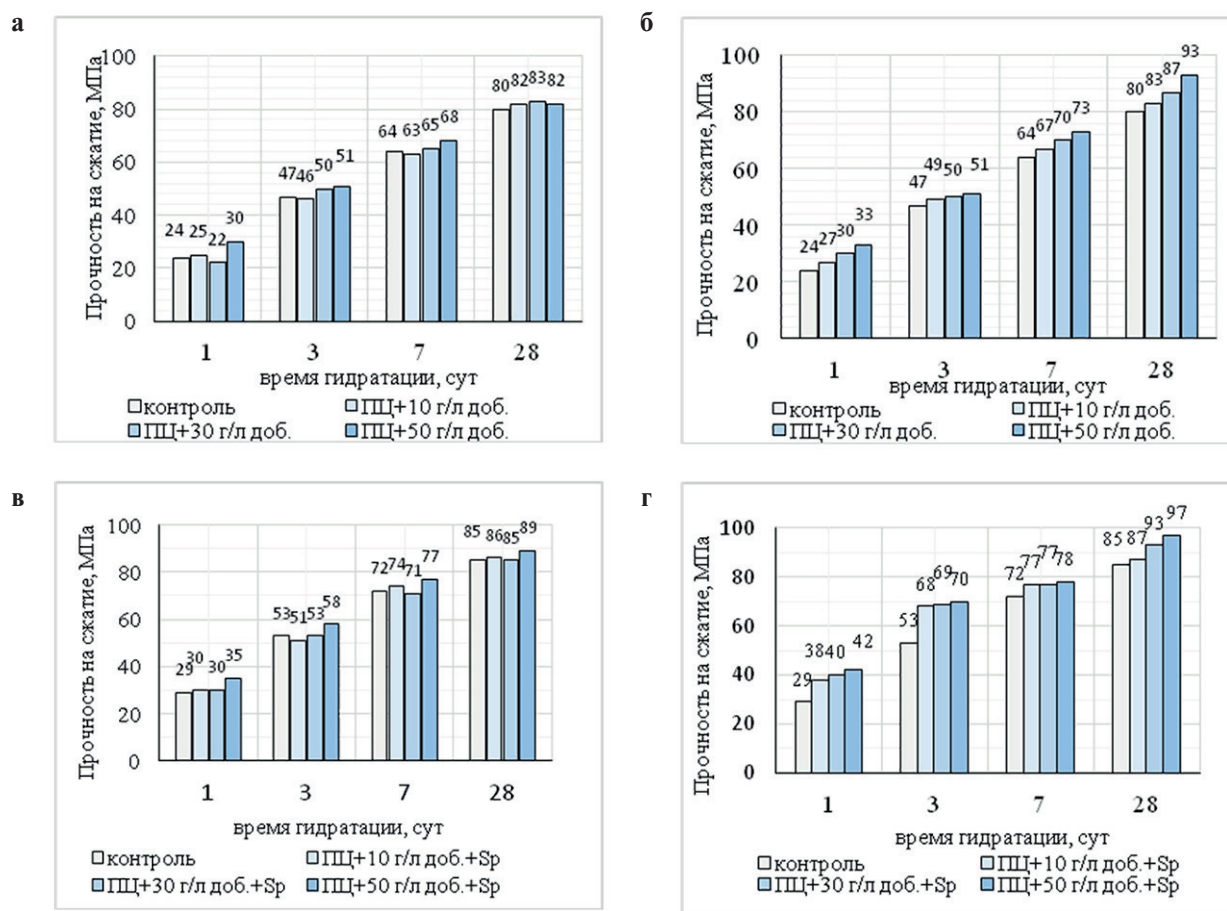 а
Прочность на сжатие, МПа
100
80
60
40
20
0
24 25 22 30
47 46 50 51
64 63 65 68
80 82 83 82
1 3 7 28
время гидратации, сут
контроль ПЦ+10 г/л доб.
ПЦ+30 г/л доб. ПЦ+50 г/л доб.
б
Прочность на сжатие, МПа
100
80
60
40
20
0
24 27 30 33
47 49 50 51
64 67 70 73
80 83 87 93
1 3 7 28
время гидратации, сут
контроль ПЦ+10 г/л доб.
ПЦ+30 г/л доб. ПЦ+50 г/л доб.
в
Прочность на сжатие, МПа
100
80
60
40
20
0
29 30 30 35
53 51 53 58
72 74 71 77
85 86 85 89
1 3 7 28
время гидратации, сут
контроль ПЦ+10 г/л доб.+Sp
ПЦ+30 г/л доб.+Sp ПЦ+50 г/л доб.+Sp
г
Прочность на сжатие, МПа
100
80
60
40
20
0
29 38 40 42
53 68 69 70
72 77 77 78
85 87 93 97
1 3 7 28
время гидратации, сут
контроль ПЦ+10 г/л доб.+Sp
ПЦ+30 г/л доб.+Sp ПЦ+50 г/л доб.+Sp